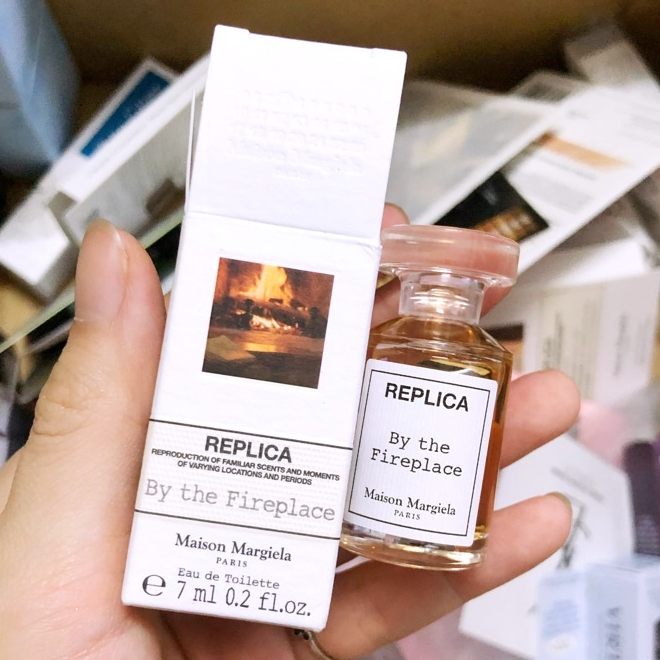 REPLICA
REPRODUCTION OF FAMILIAR SCENTS AND MOMENTS
OF VARYING LOCATIONS AND PERIODS
By the Fireplace
Maison Margiela
PARIS
Eau de Toilette
℮ 7 ml 0.2 fl.oz.
REPLICA
By the
Fireplace
Maison Margiela
PARIS